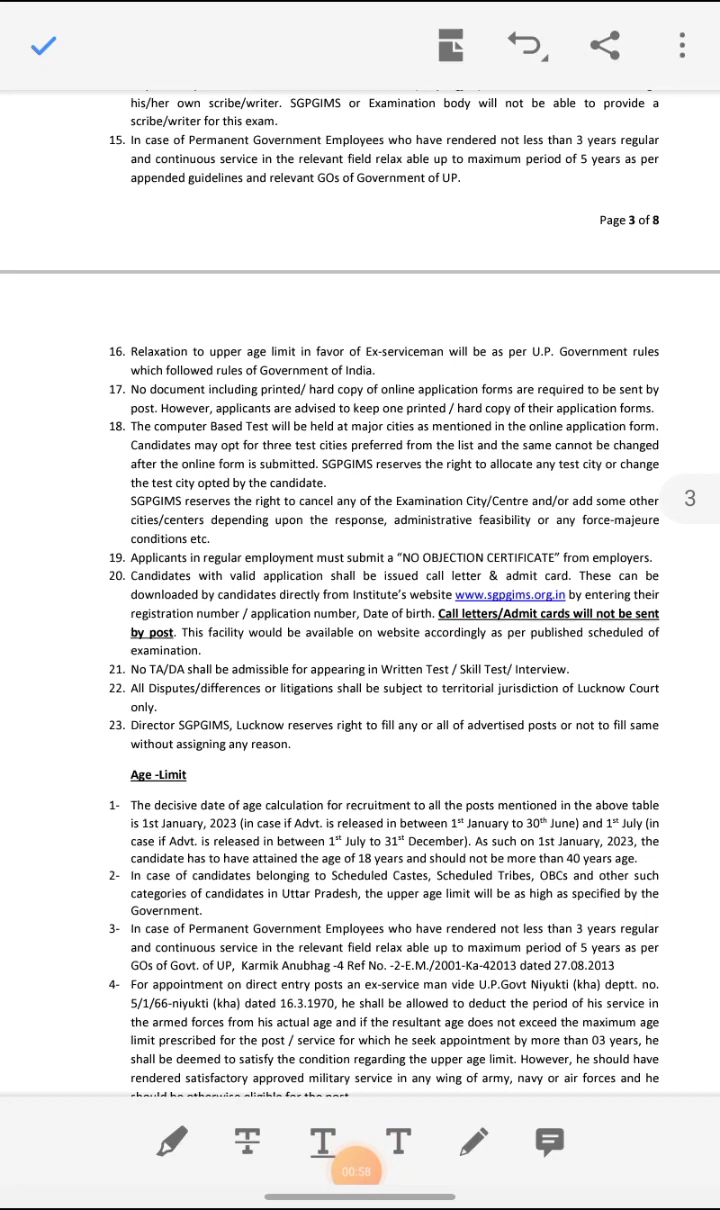 his/her own scribe/writer. SGPGIMS or Examination body will not be able to provide a
scribe/writer for this exam.
15. In case of Permanent Government Employees who have rendered not less than 3 years regular
and continuous service in the relevant field relax able up to maximum period of 5 years as per
appended guidelines and relevant GOs of Government of UP.
Page 3 of 8
16. Relaxation to upper age limit in favor of Ex-serviceman will be as per U.P. Government rules
which followed rules of Government of India.
17. No document including printed/ hard copy of online application forms are required to be sent by
post. However, applicants are advised to keep one printed / hard copy of their application forms.
18. The computer Based Test will be held at major cities as mentioned in the online application form.
Candidates may opt for three test cities preferred from the list and the same cannot be changed
after the online form is submitted. SGPGIMS reserves the right to allocate any test city or change
the test city opted by the candidate.
SGPGIMS reserves the right to cancel any of the Examination City/Centre and/or add some other
3
cities/centers depending upon the response, administrative feasibility or any force-majeure
conditions etc.
19. Applicants in regular employment must submit a “NO OBJECTION CERTIFICATE” from employers.
20. Candidates with valid application shall be issued call letter & admit card. These can be
downloaded by candidates directly from Institute’s website www.sgpgims.org.in by entering their
registration number / application number, Date of birth. Call letters/Admit cards will not be sent
by post. This facility would be available on website accordingly as per published scheduled of
examination.
21. No TA/DA shall be admissible for appearing in Written Test / Skill Test/ Interview.
22. All Disputes/differences or litigations shall be subject to territorial jurisdiction of Lucknow Court
only.
23. Director SGPGIMS, Lucknow reserves right to fill any or all of advertised posts or not to fill same
without assigning any reason.
Age -Limit
1- The decisive date of age calculation for recruitment to all the posts mentioned in the above table
is 1st January, 2023 (in case if Advt. is released in between 1st January to 30th June) and 1st July (in
case if Advt. is released in between 1st July to 31st December). As such on 1st January, 2023, the
candidate has to have attained the age of 18 years and should not be more than 40 years age.
2- In case of candidates belonging to Scheduled Castes, Scheduled Tribes, OBCs and other such
categories of candidates in Uttar Pradesh, the upper age limit will be as high as specified by the
Government.
3- In case of Permanent Government Employees who have rendered not less than 3 years regular
and continuous service in the relevant field relax able up to maximum period of 5 years as per
GOs of Govt. of UP, Karmik Anubhag -4 Ref No. -2-E.M./2001-Ka-42013 dated 27.08.2013
4- For appointment on direct entry posts an ex-service man vide U.P.Govt Niyukti (kha) deptt. no.
5/1/66-niyukti (kha) dated 16.3.1970, he shall be allowed to deduct the period of his service in
the armed forces from his actual age and if the resultant age does not exceed the maximum age
limit prescribed for the post / service for which he seek appointment by more than 03 years, he
shall be deemed to satisfy the condition regarding the upper age limit. However, he should have
rendered satisfactory approved military service in any wing of army, navy or air forces and he
should be otherwise eligible for the post
00:58